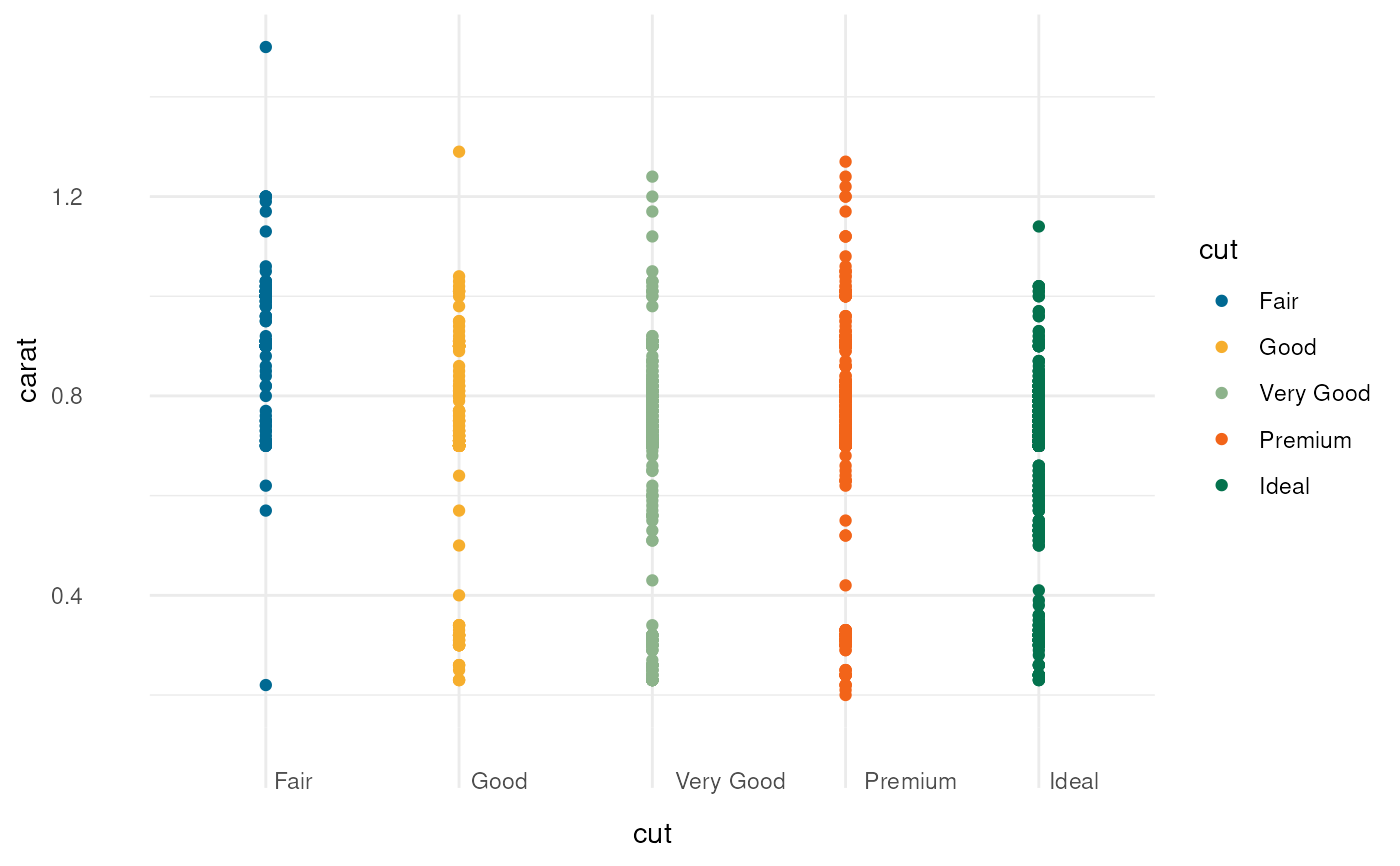 carat
1.2
0.8
0.4
Fair
Good
Very Good
Premium
Ideal
cut
cut
Fair
Good
Very Good
Premium
Ideal